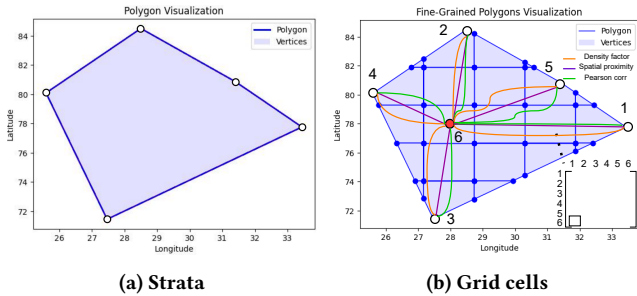 Polygon Visualization
Polygon
Vertices
Latitude
84
82
80
78
76
74
72
26
27
28
29
30
31
32
33
Longitude
(a) Strata
Fine-Grained Polygons Visualization
Polygon
Vertices
Density factor
Spatial proximity
Pearson corr
Latitude
84
82
80
78
76
74
72
2
5
4
1
6
3
1 2 3 4 5 6
1
2
3
4
5
6
26
27
28
29
30
31
32
33
Longitude
(b) Grid cells